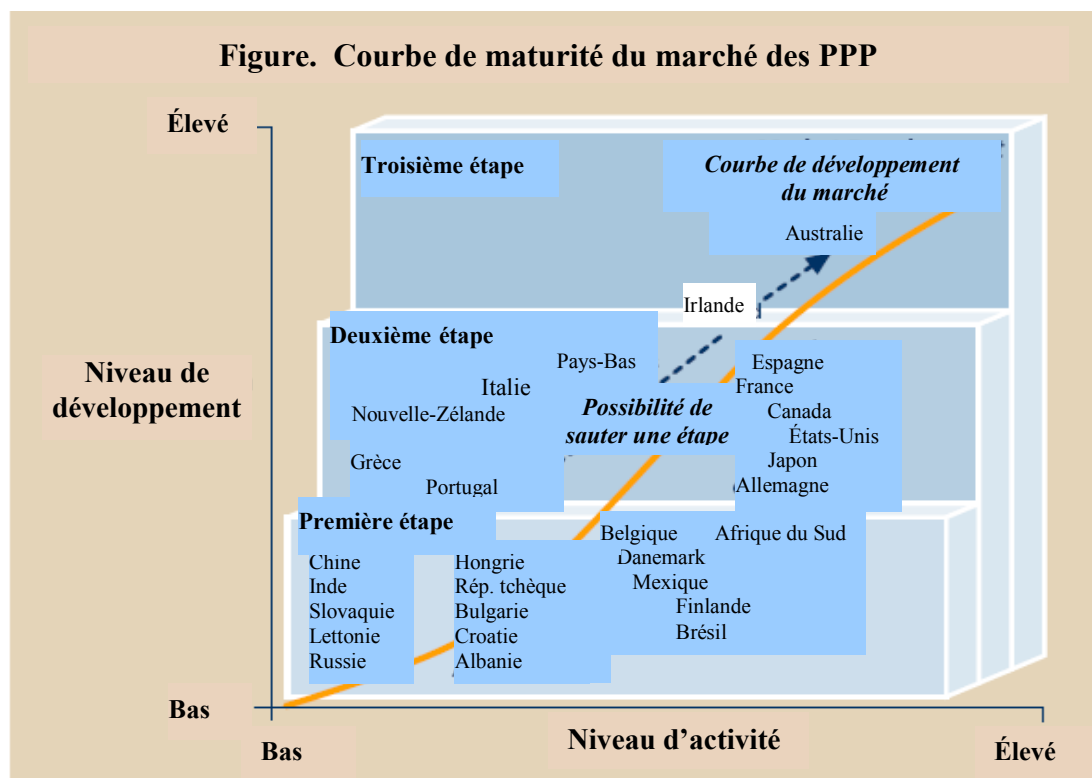 Figure. Courbe de maturité du marché des PPP
Élevé
Troisième étape
Courbe de développement
du marché
Australie
Irlande
Deuxième étape
Pays-Bas
Espagne
Niveau de
développement
Italie
France
Nouvelle-Zélande
Possibilité de
sauter une étape
Canada
États-Unis
Grèce
Japon
Portugal
Allemagne
Première étape
Belgique
Afrique du Sud
Danemark
Mexique
Finlande
Brésil
Chine
Inde
Slovaquie
Lettonie
Russie
Hongrie
Rép. tchèque
Bulgarie
Croatie
Albanie
Bas
Bas
Niveau d'activité
Élevé